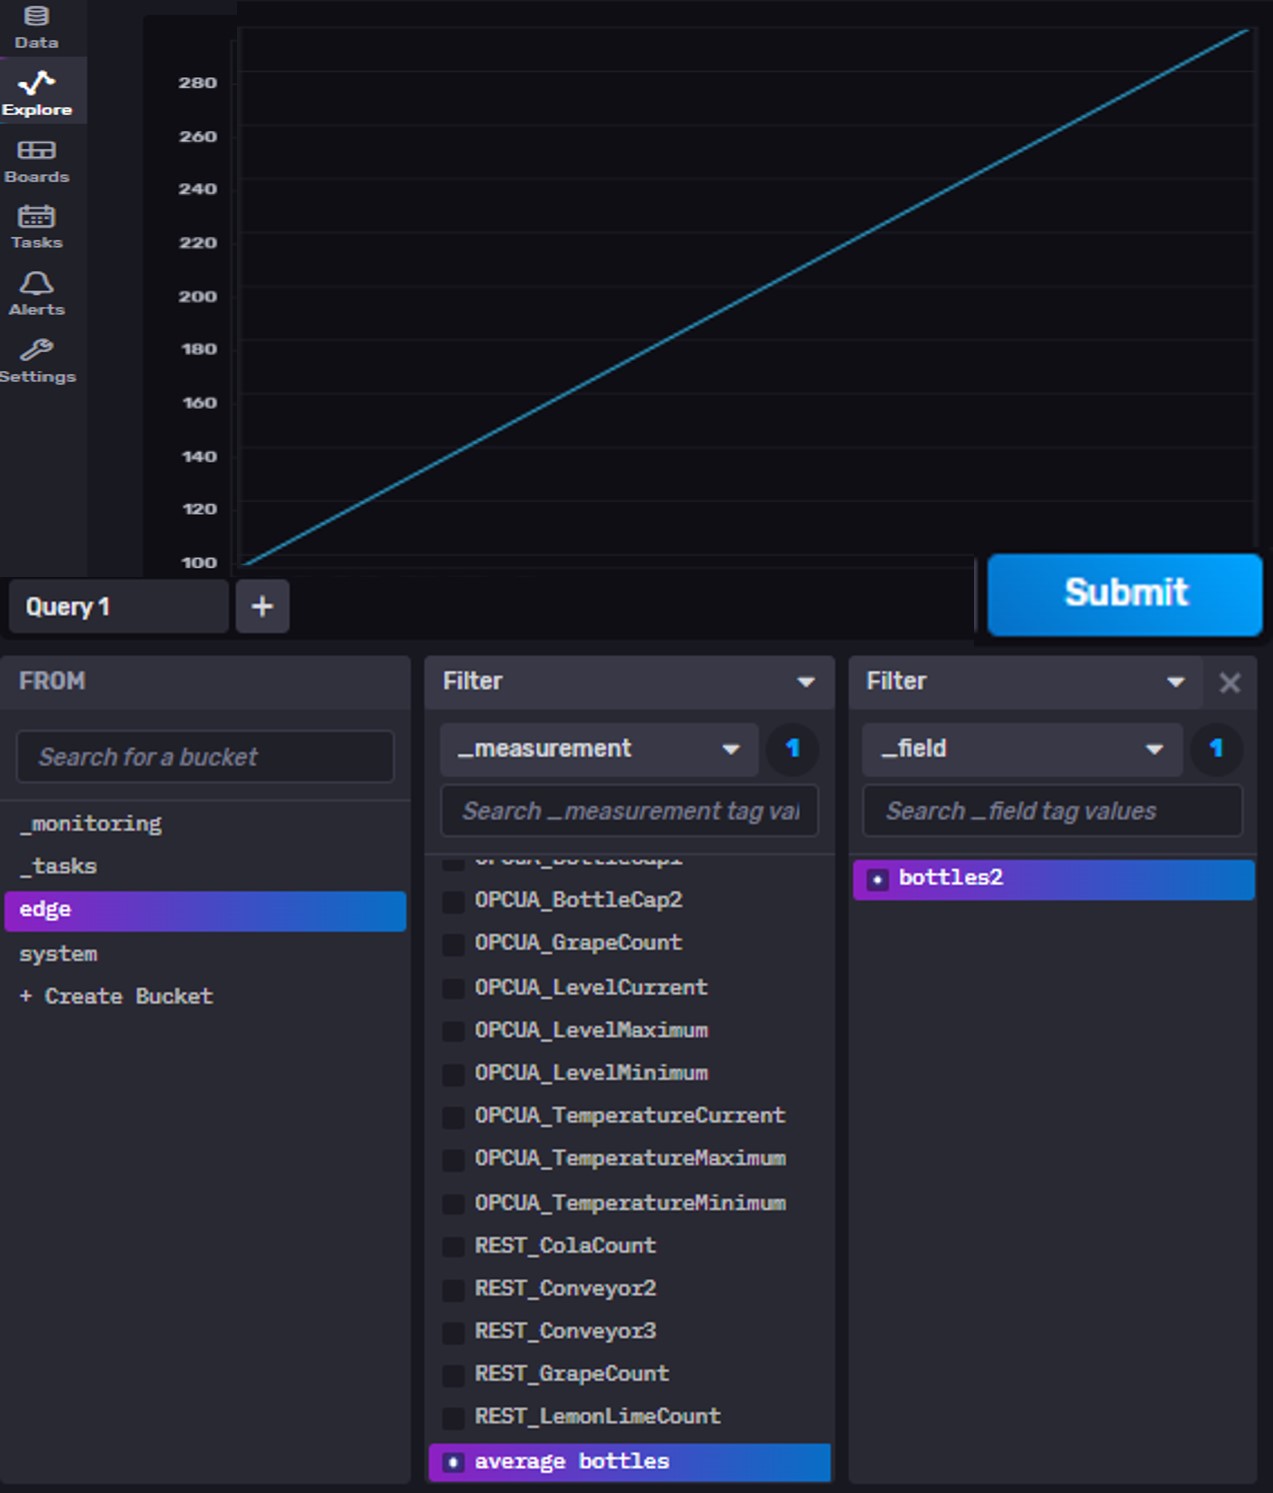 Data
Explore
Boards
Tasks
Alerts
Settings
280
260
240
220
200
180
160
140
120
100
Query 1
+
Submit
FROM
Search for a bucket
_monitoring
_tasks
edge
system
+ Create Bucket
Filter
_measurement
1
Search _measurement tag val
OPCUA_BottleCap1
OPCUA_BottleCap2
OPCUA_GrapeCount
OPCUA_LevelCurrent
OPCUA_LevelMaximum
OPCUA_LevelMinimum
OPCUA_TemperatureCurrent
OPCUA_TemperatureMaximum
OPCUA_TemperatureMinimum
REST_ColaCount
REST_Conveyor2
REST_Conveyor3
REST_GrapeCount
REST_LemonLimeCount
average bottles
Filter
_field
1
Search _field tag values
bottles2